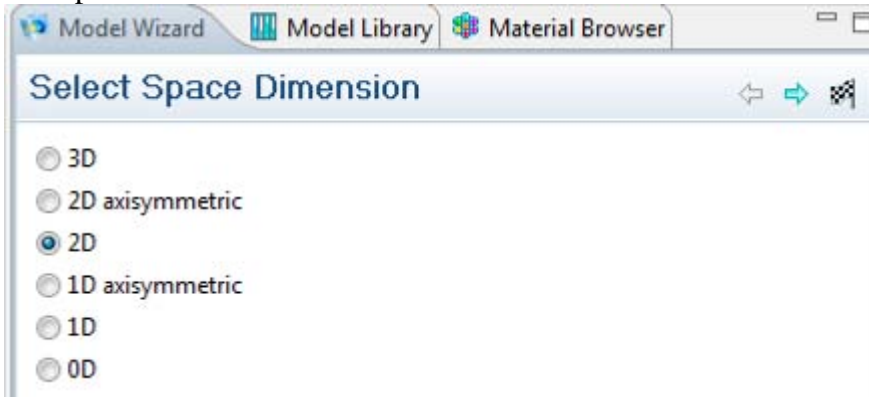 Model Wizard Model Library Material Browser
Select Space Dimension
3D
2D axisymmetric
2D
1D axisymmetric
1D
0D